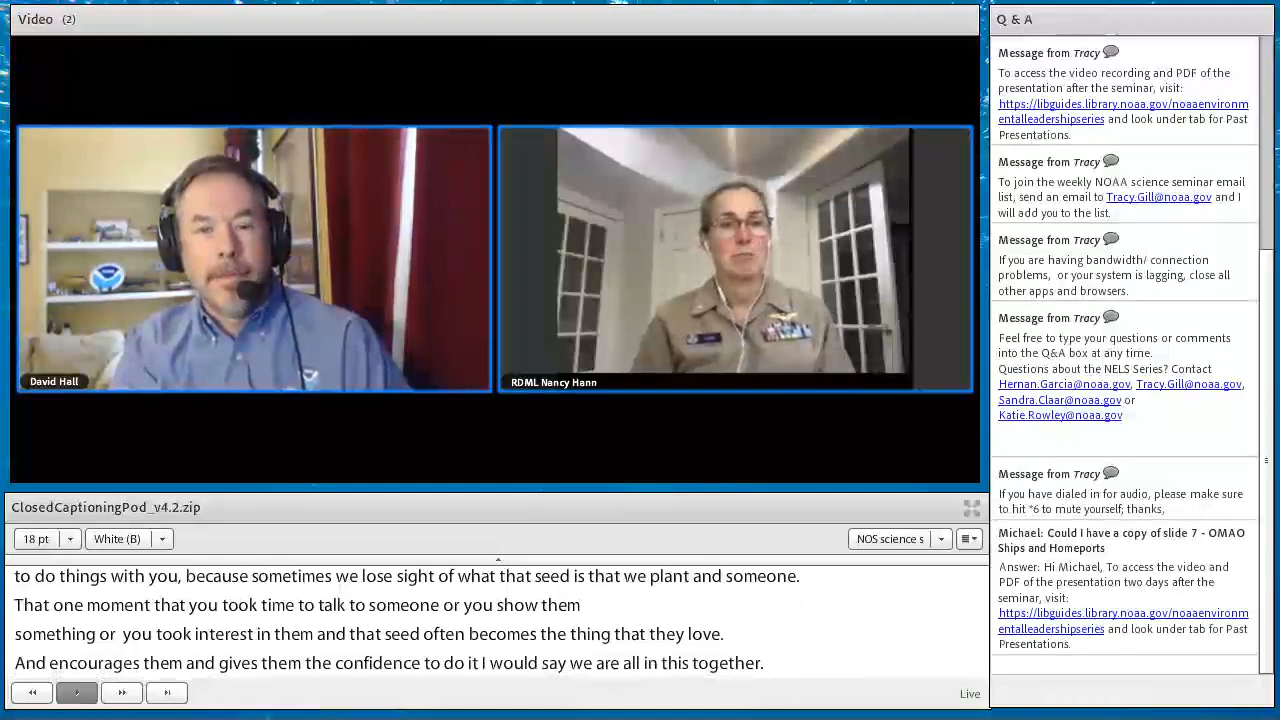 Video (2)
David Hall
RDML Nancy Hann
ClosedCaptioningPod_v4.2.zip
18 pt
White (B)
NOS science s
to do things with you, because sometimes we lose sight of what that seed is that we plant and someone.
That one moment that you took time to talk to someone or you show them
something or you took interest in them and that seed often becomes the thing that they love.
And encourages them and gives them the confidence to do it I would say we are all in this together.
Live
Q & A
Message from Tracy
To access the video recording and PDF of the
presentation after the seminar, visit:
https://libguides.library.noaa.gov/noaaenvironm
entalleadershipseries and look under tab for Past
Presentations.
Message from Tracy
To join the weekly NOAA science seminar email
list, send an email to Tracy.Gill@noaa.gov and I
will add you to the list.
Message from Tracy
If you are having bandwidth/ connection
problems, or your system is lagging, close all
other apps and browsers.
Message from Tracy
Feel free to type your questions or comments
into the Q&A box at any time.
Questions about the NELS Series? Contact
Hernan.Garcia@noaa.gov, Tracy.Gill@noaa.gov,
Sandra.Claar@noaa.gov or
Katie.Rowley@noaa.gov
Message from Tracy
If you have dialed in for audio, please make sure
to hit *6 to mute yourself; thanks,
Michael: Could I have a copy of slide 7 - OMAO
Ships and Homeports
Answer: Hi Michael, To access the video and
PDF of the presentation two days after the
seminar, visit:
https://libguides.library.noaa.gov/noaaenvironm
entalleadershipseries and look under tab for Past
Presentations.